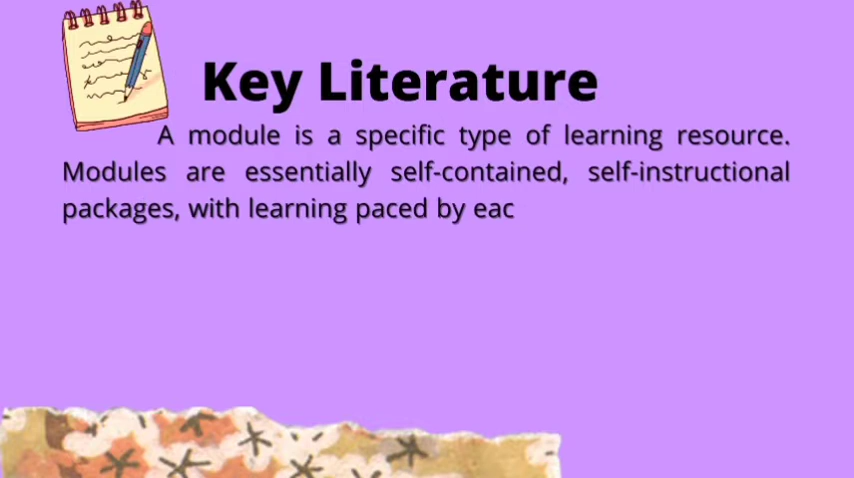 Key Literature
A module is a specific type of learning resource.
Modules are essentially self-contained, self-instructional
packages, with learning paced by eac